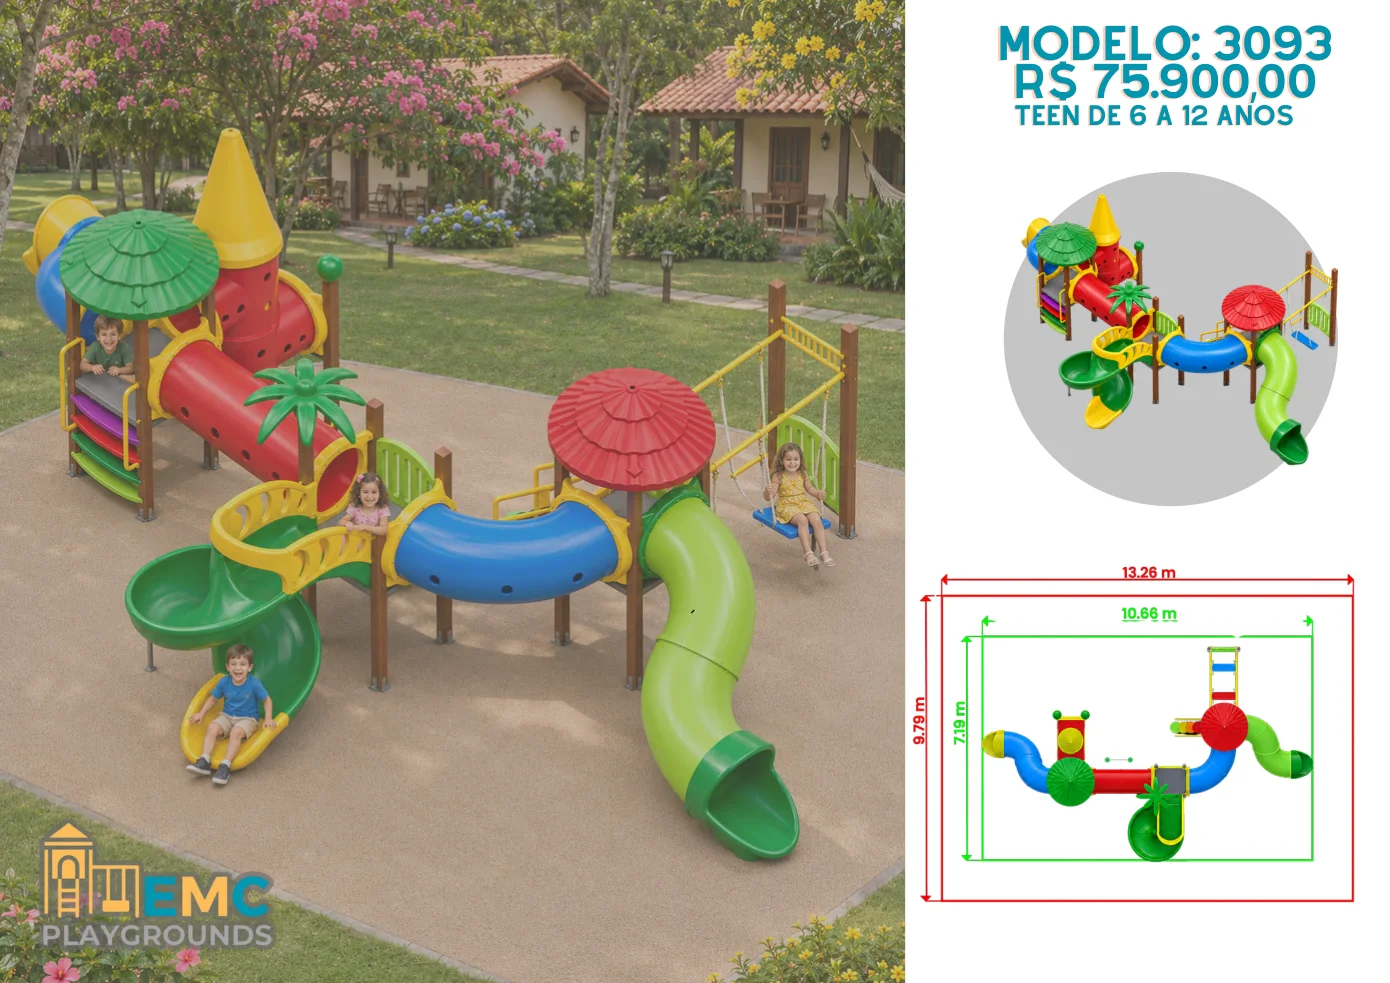 MODELO: 3093
R$ 75.900,00
TEEN DE 6 A 12 ANOS
13.26 m
10.66 m
9.79 m
7.19 m
EMC
PLAYGROUNDS